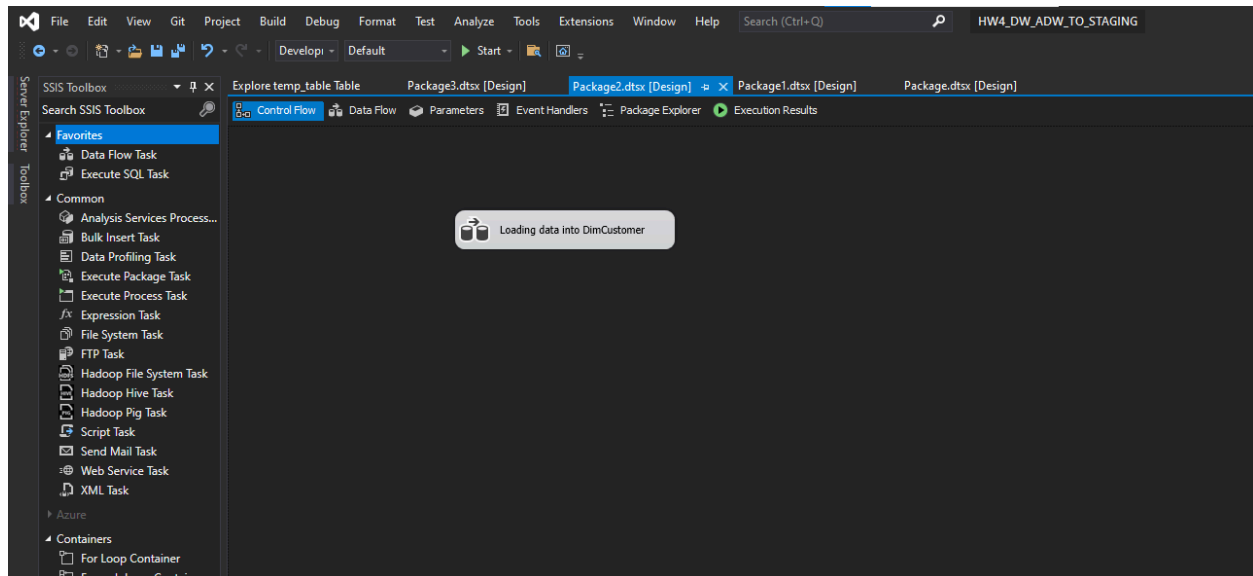 File Edit View Git Project Build Debug Format Test Analyze Tools Extensions Window Help Search (Ctrl+Q) HW4_DW_ADW_TO_STAGING
Developı Default Start
Server Explorer
Toolbox
SSIS Toolbox
Search SSIS Toolbox
Favorites
Data Flow Task
Execute SQL Task
Common
Analysis Services Process...
Bulk Insert Task
Data Profiling Task
Execute Package Task
Execute Process Task
Expression Task
File System Task
FTP Task
Hadoop File System Task
Hadoop Hive Task
Hadoop Pig Task
Script Task
Send Mail Task
Web Service Task
XML Task
Azure
Containers
For Loop Container
Explore temp_table Table Package3.dtsx [Design] Package2.dtsx [Design] Package1.dtsx [Design] Package.dtsx [Design]
Control Flow Data Flow Parameters Event Handlers Package Explorer Execution Results
Loading data into DimCustomer